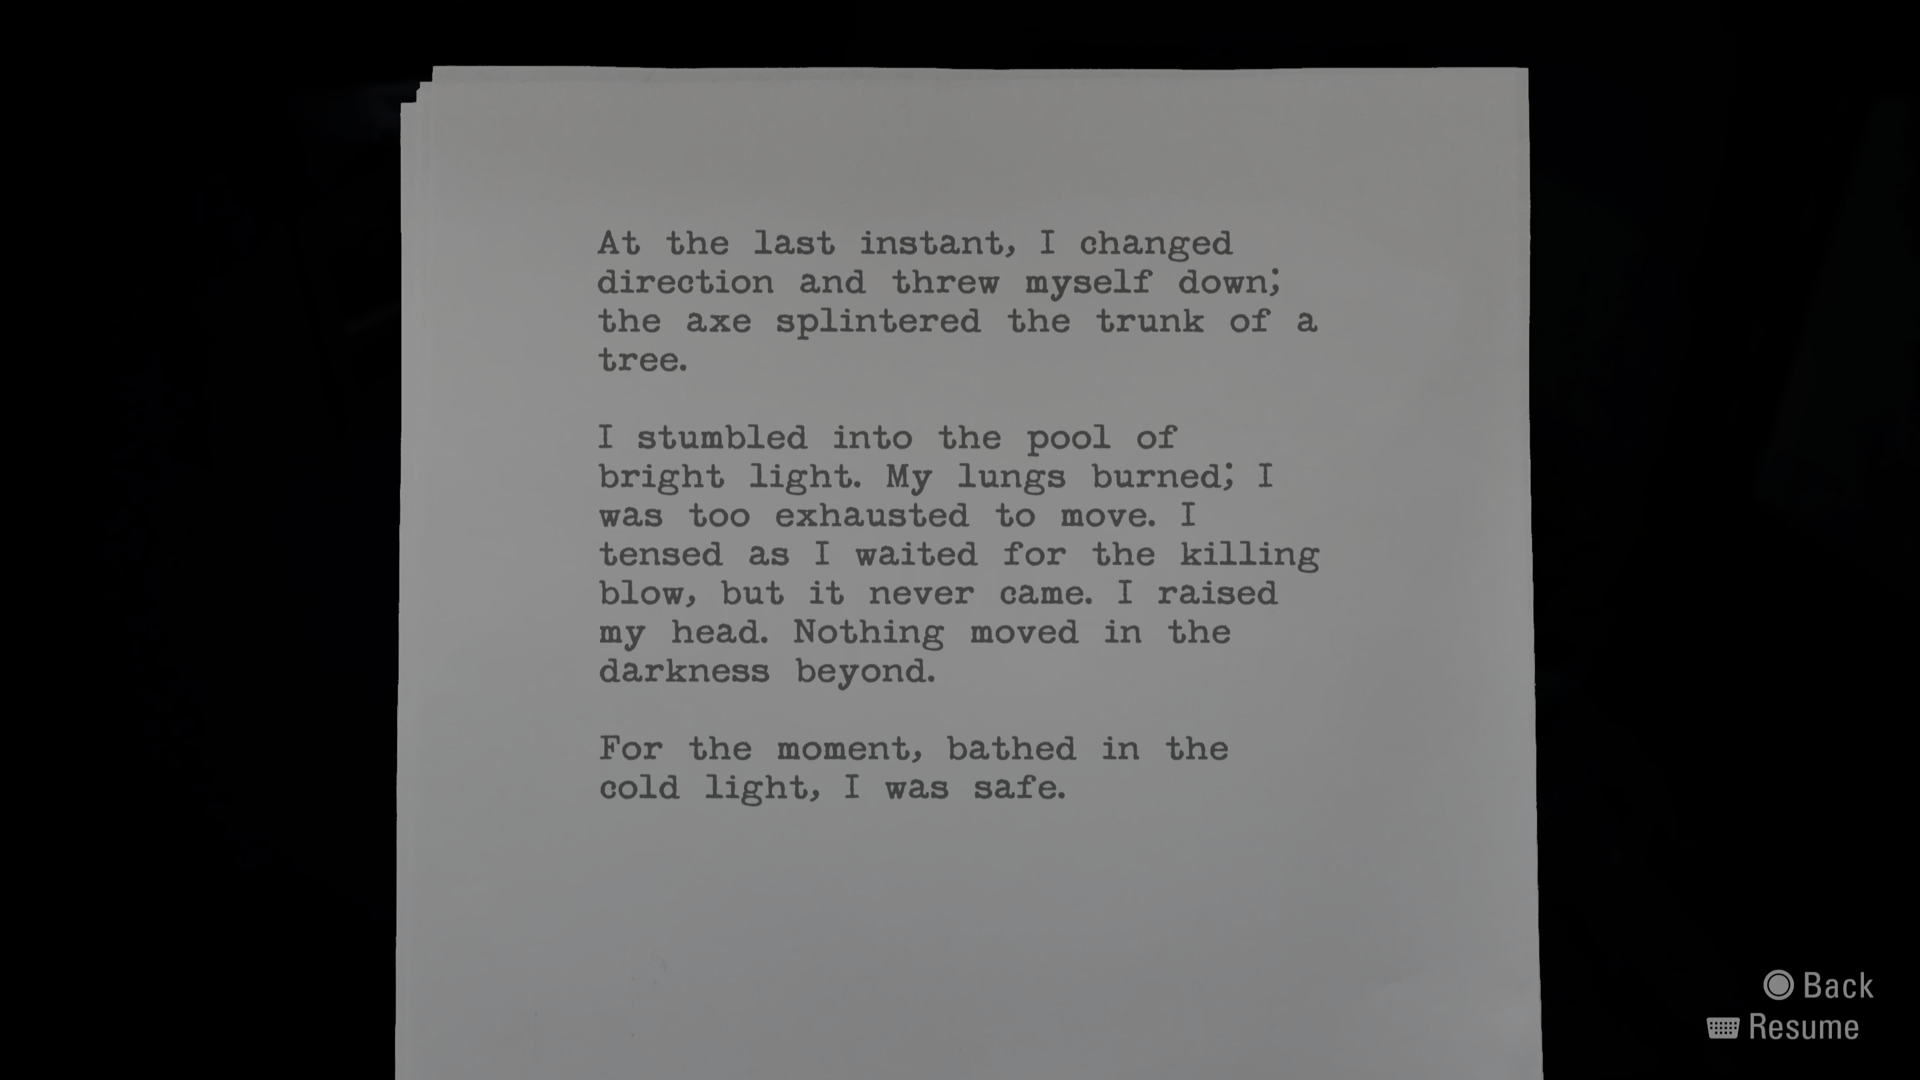 At the last instant, I changed
direction and threw myself down;
the axe splintered the trunk of a
tree.
I stumbled into the pool of
bright light. My lungs burned; I
was too exhausted to move. I
tensed as I waited for the killing
blow, but it never came. I raised
my head. Nothing moved in the
darkness beyond.
For the moment, bathed in the
cold light, I was safe.
Back
Resume